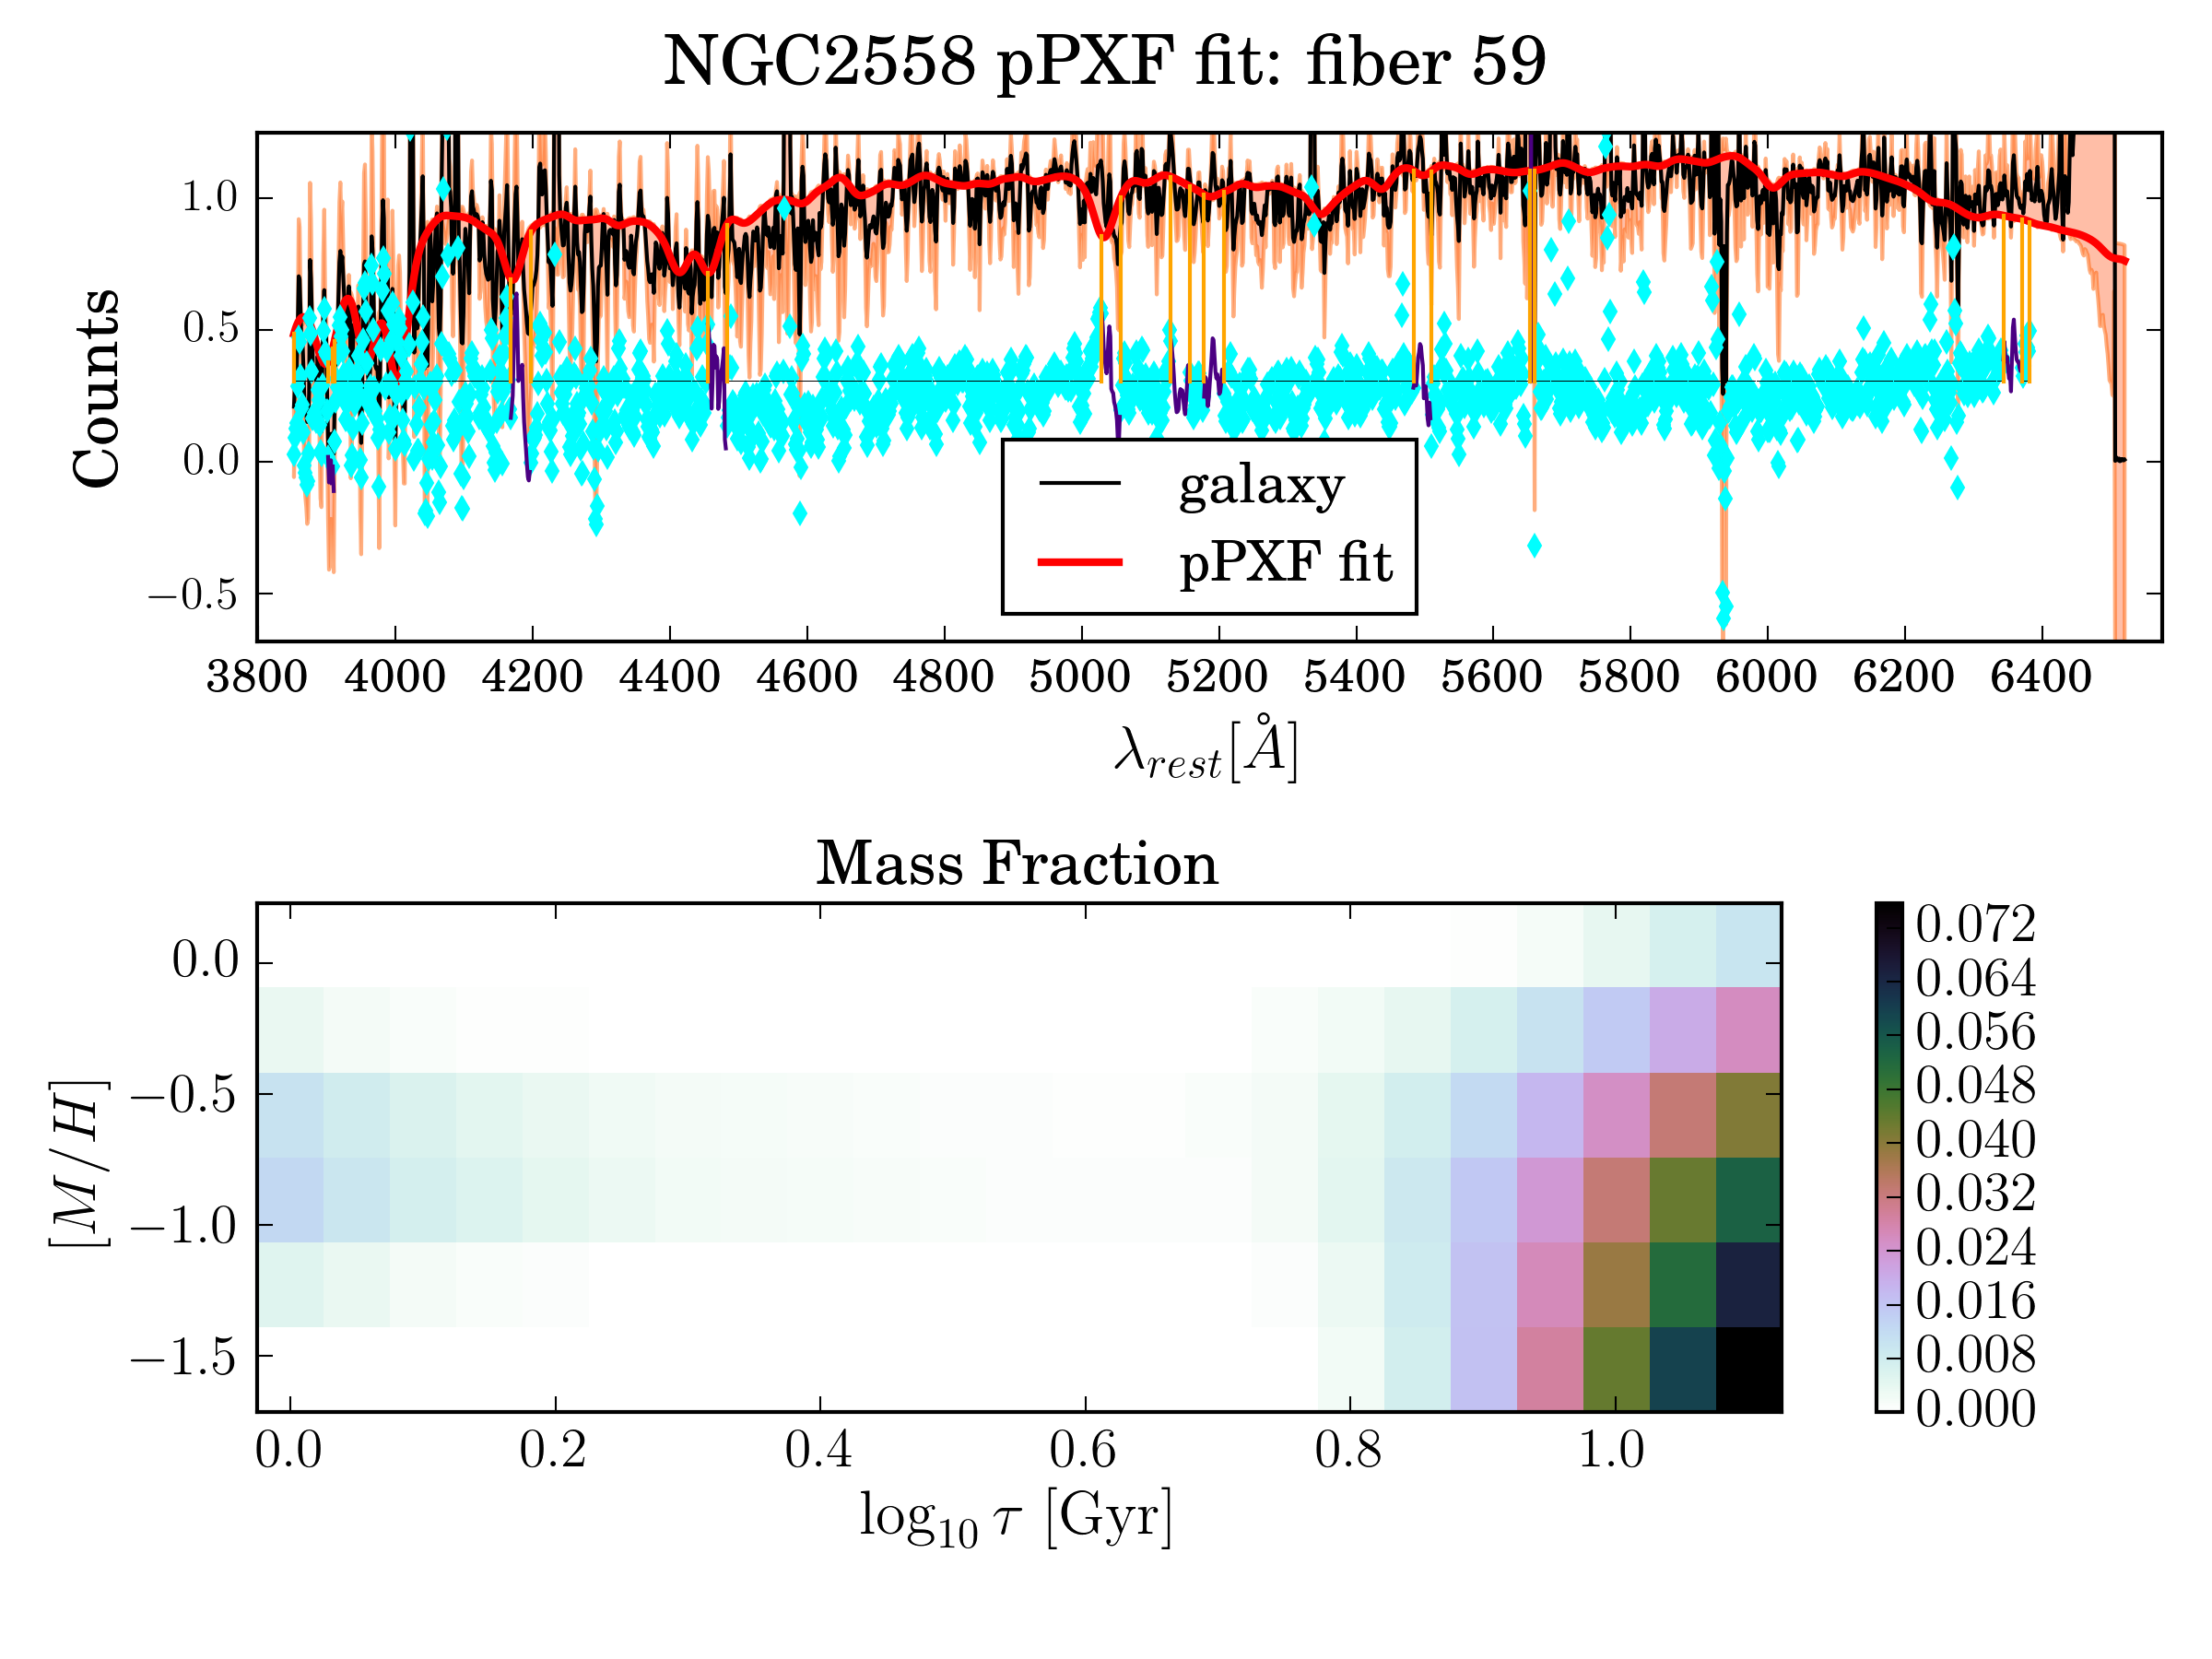 NGC2558 pPXF fit: fiber 59
Counts
1.0
0.5
0.0
−0.5
galaxy
pPXF fit
3800 4000 4200 4400 4600 4800 5000 5200 5400 5600 5800 6000 6200 6400
λrest[Å]
Mass Fraction
[M/H]
0.0
−0.5
−1.0
−1.5
0.0 0.2 0.4 0.6 0.8 1.0
log10 τ [Gyr]
0.072
0.064
0.056
0.048
0.040
0.032
0.024
0.016
0.008
0.000